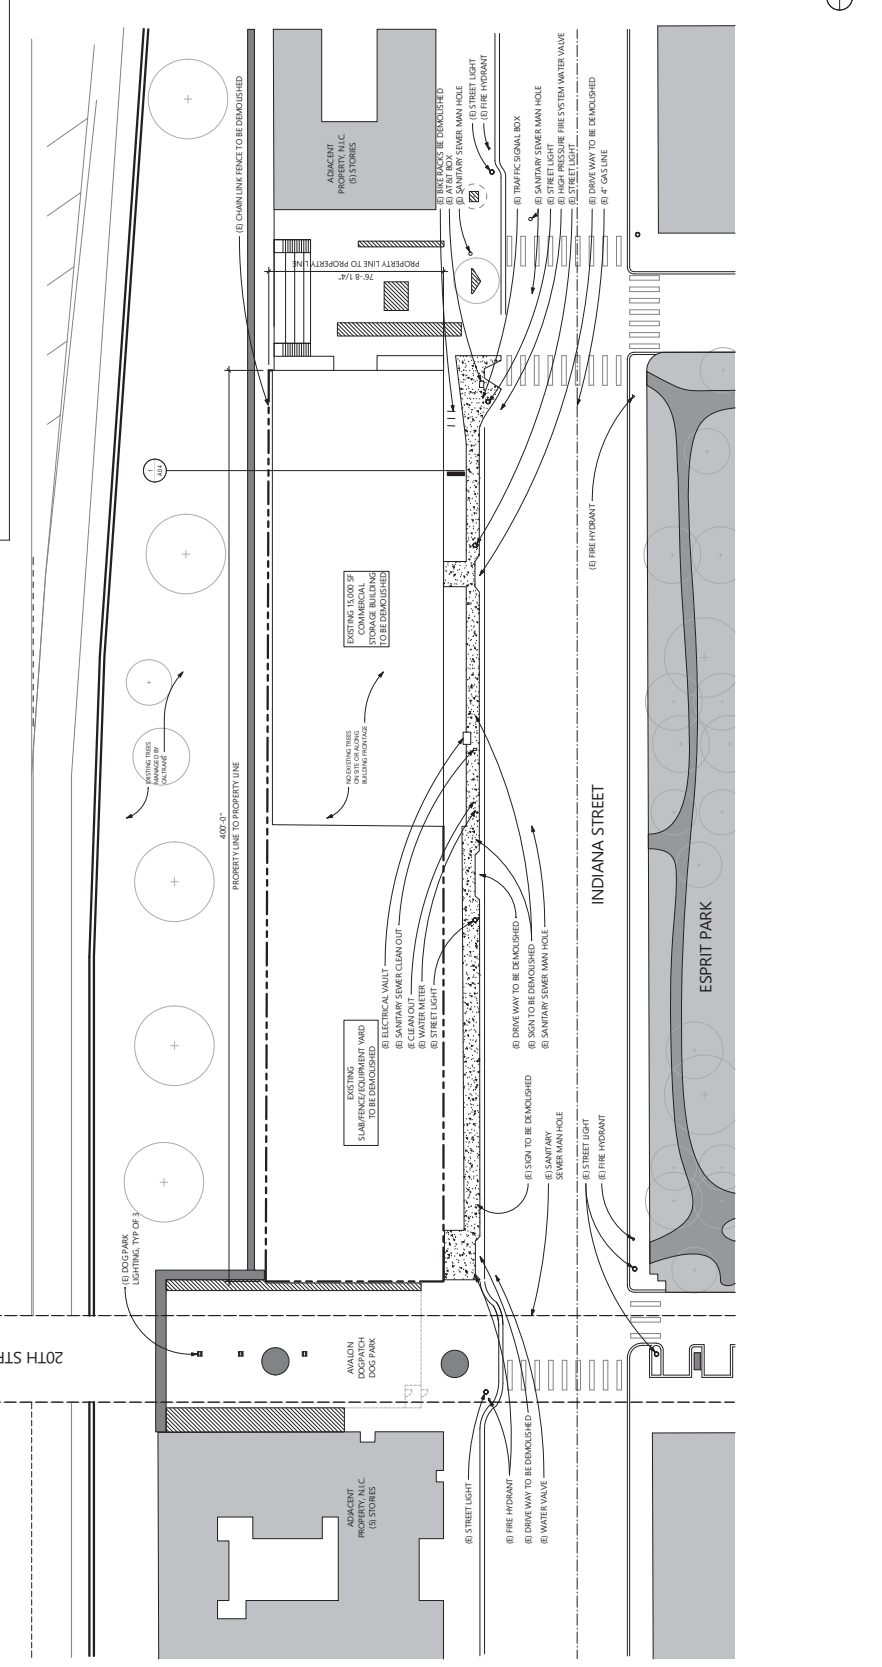 (E) CHAIN LINK FENCE TO BE DEMOLISHED
ADJACENT
PROPERTY, N.I.C.
(5) STORIES
(E) BIKE RACKS BE DEMOLISHED
(E) AT&T BOX
(E) SANITARY SEWER MAN HOLE
(E) STREET LIGHT
(E) FIRE HYDRANT
(E) TRAFFIC SIGNAL BOX
(E) SANITARY SEWER MAN HOLE
(E) STREET LIGHT
(E) HIGH PRESSURE FIRE SYSTEM WATER VALVE
(E) STREET LIGHT
(E) DRIVE WAY TO BE DEMOLISHED
(E) 4" GAS LINE
76'-8 1/4"
PROPERTY LINE TO PROPERTY LINE
1
A04
(E) FIRE HYDRANT
EXISTING 15,000 SF
COMMERCIAL
STORAGE BUILDING
TO BE DEMOLISHED
EXISTING TREES
MANAGED BY
CALTRANS
NO EXISTING TREES
ON SITE OR ALONG
BUILDING FRONTAGE
400'-0"
PROPERTY LINE TO PROPERTY LINE
INDIANA STREET
ESPRIT PARK
(E) ELECTRICAL VAULT
(E) SANITARY SEWER CLEAN OUT
(E CLEAN OUT
(E) WATER METER
(E) STREET LIGHT
(E) DRIVE WAY TO BE DEMOLISHED
(E) SIGN TO BE DEMOLISHED
(E) SANITARY SEWER MAN HOLE
EXISTING
SLAB/FENCE/EQUIPMENT YARD
TO BE DEMOLISHED
(E) SIGN TO BE DEMOLISHED
(E) SANITARY
SEWER MAN HOLE
(E) STREET LIGHT
(E) FIRE HYDRANT
(E) DOG PARK
LIGHTING, TYP OF 3
20TH STR
AVALON
DOGPATCH
DOG PARK
ADJACENT
PROPERTY, N.I.C.
(5) STORIES
(E) STREET LIGHT
(E) FIRE HYDRANT
(E) DRIVE WAY TO BE DEMOLISHED
(E) WATER VALVE